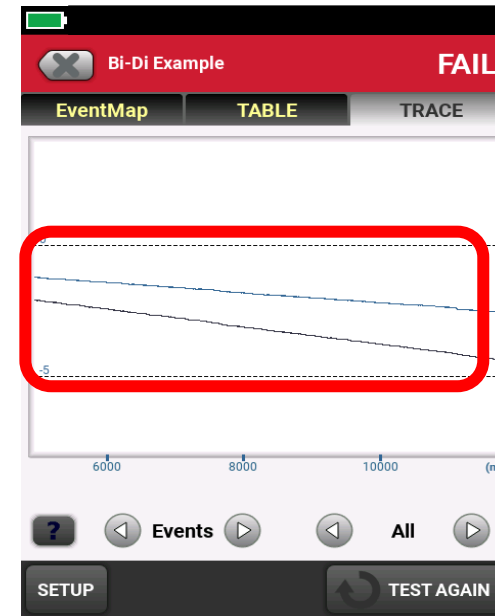 Bi-Di Example FAIL
EventMap TABLE TRACE
-5
6000 8000 10000
? Events All
SETUP TEST AGAIN